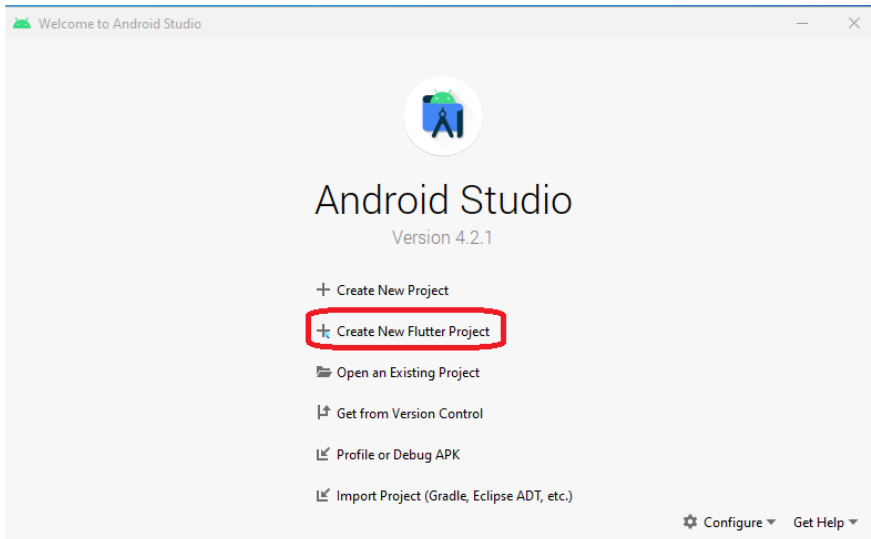 Welcome to Android Studio
Android Studio
Version 4.2.1
Create New Project
Create New Flutter Project
Open an Existing Project
Get from Version Control
Profile or Debug APK
Import Project (Gradle, Eclipse ADT, etc.)
Configure Get Help